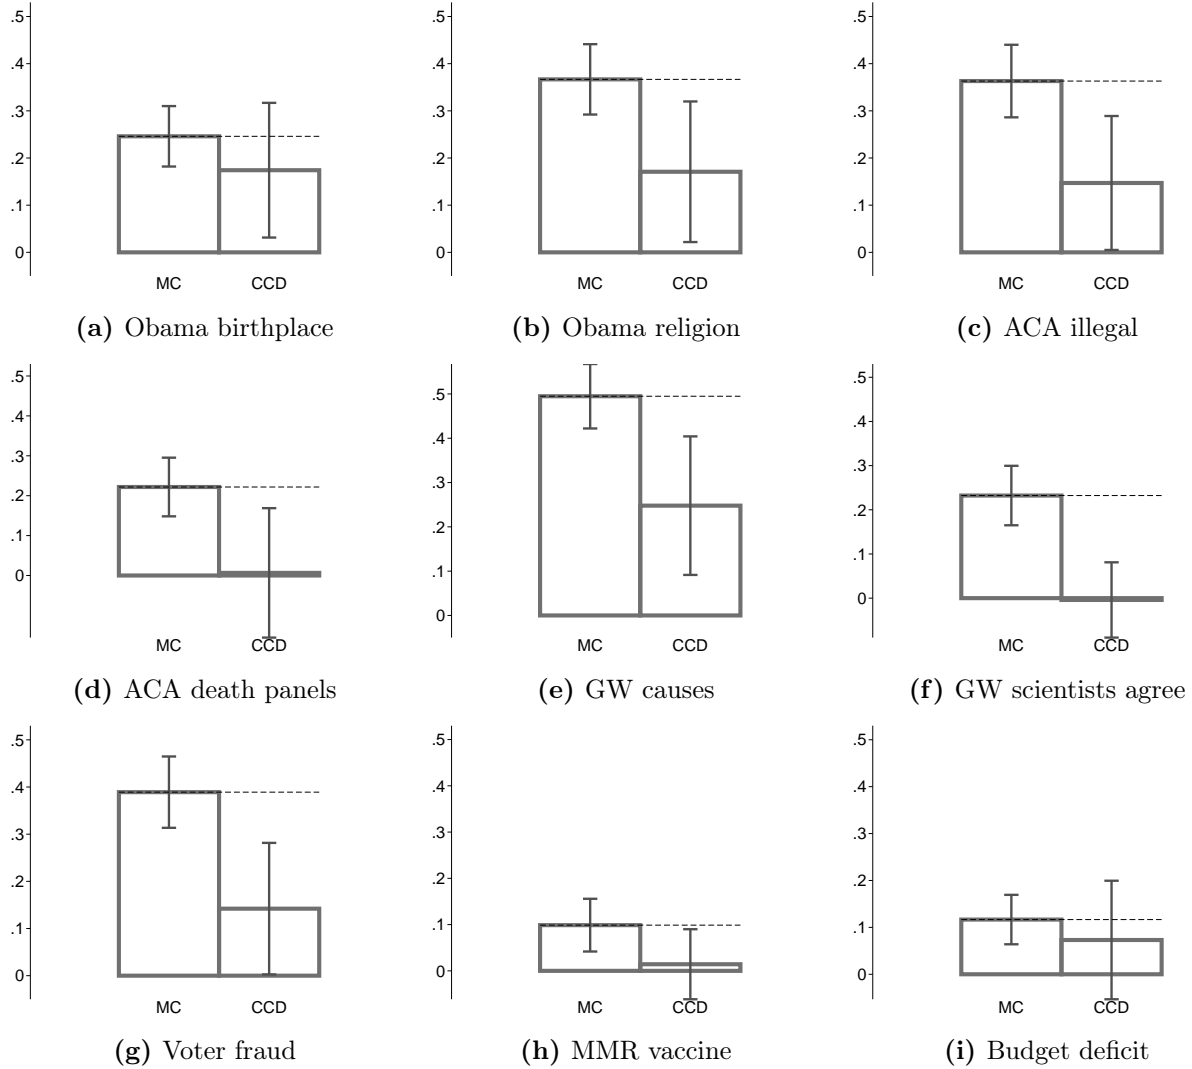 .5 .5 .5
.4 .4 .4
.3 .3 .3
.2 .2 .2
.1 .1 .1
0 0 0
MC CCD MC CCD MC CCD
(a) Obama birthplace (b) Obama religion (c) ACA illegal
.5 .5 .5
.4 .4 .4
.3 .3 .3
.2 .2 .2
.1 .1 .1
0 0 0
MC CCD MC CCD MC CCD
(d) ACA death panels (e) GW causes (f) GW scientists agree
.5 .5 .5
.4 .4 .4
.3 .3 .3
.2 .2 .2
.1 .1 .1
0 0 0
MC CCD MC CCD MC CCD
(g) Voter fraud (h) MMR vaccine (i) Budget deficit